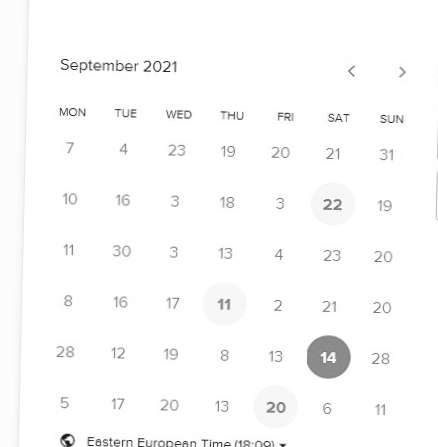 September 2021
MON TUE WED THU FRI SAT SUN
7 4 23 19 20 21 31
10 16 3 18 3 22 19
11 30 3 13 4 23 20
8 16 17 11 2 21 20
28 12 19 8 13 14 28
5 17 20 13 20 6 11
Eastern European Time (18:09)